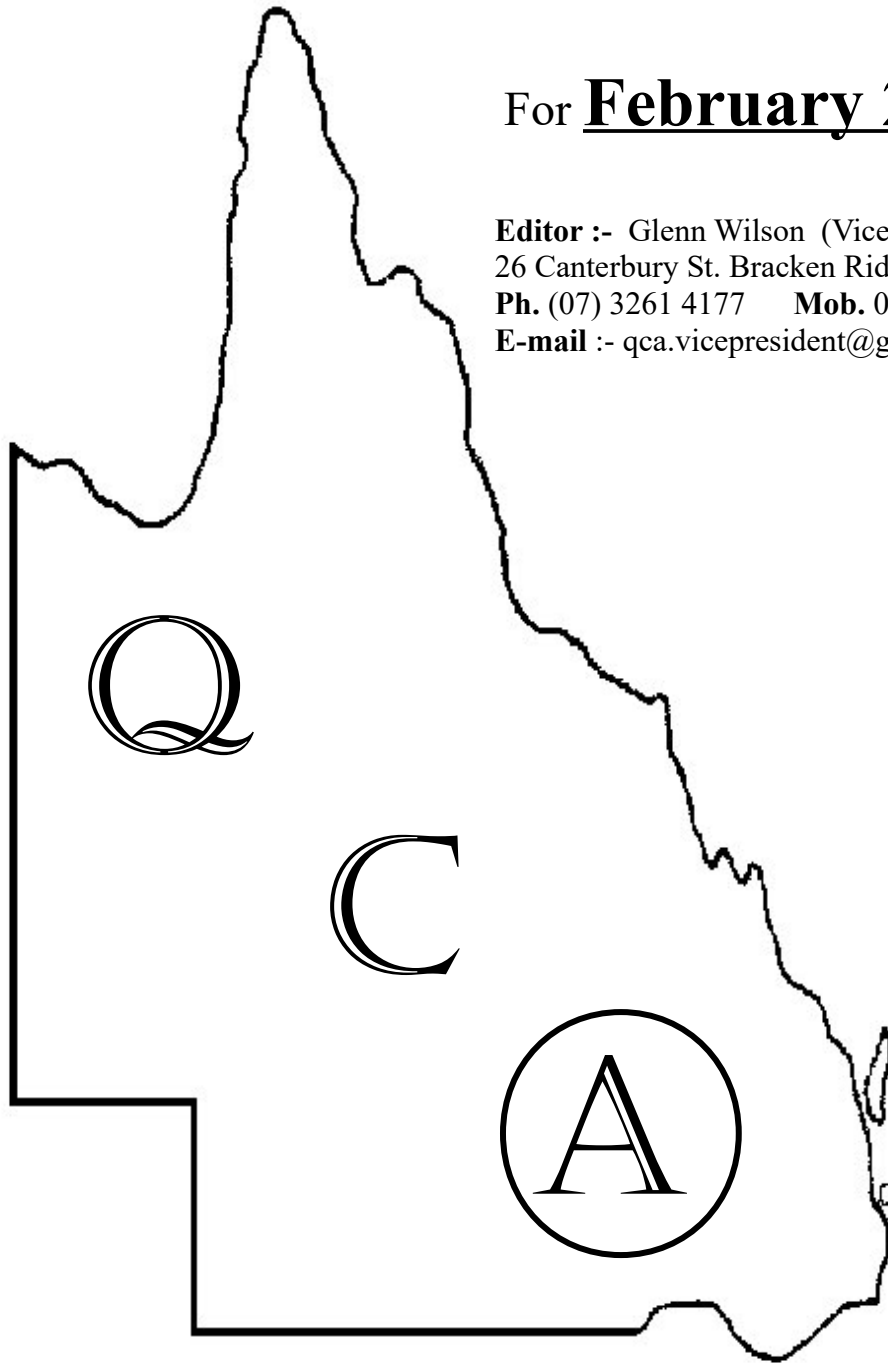 For February
Editor :- Glenn Wilson (Vice
26 Canterbury St. Bracken Rid
Ph. (07) 3261 4177 Mob. 0
E-mail :- qca.vicepresident@g
Q
C
A